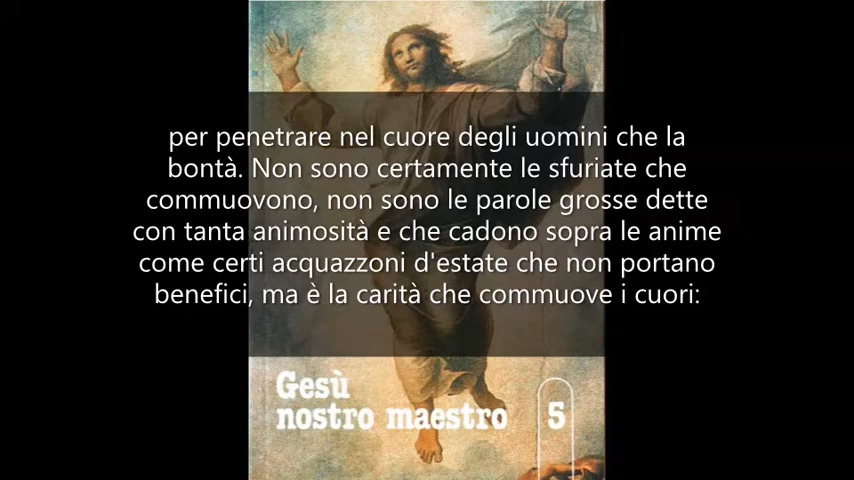 per penetrare nel cuore degli uomini che la
bontà. Non sono certamente le sfuriate che
commuovono, non sono le parole grosse dette
con tanta animosità e che cadono sopra le anime
come certi acquazzoni d'estate che non portano
benefici, ma è la carità che commuove i cuori:
Gesù
nostro maestro 5